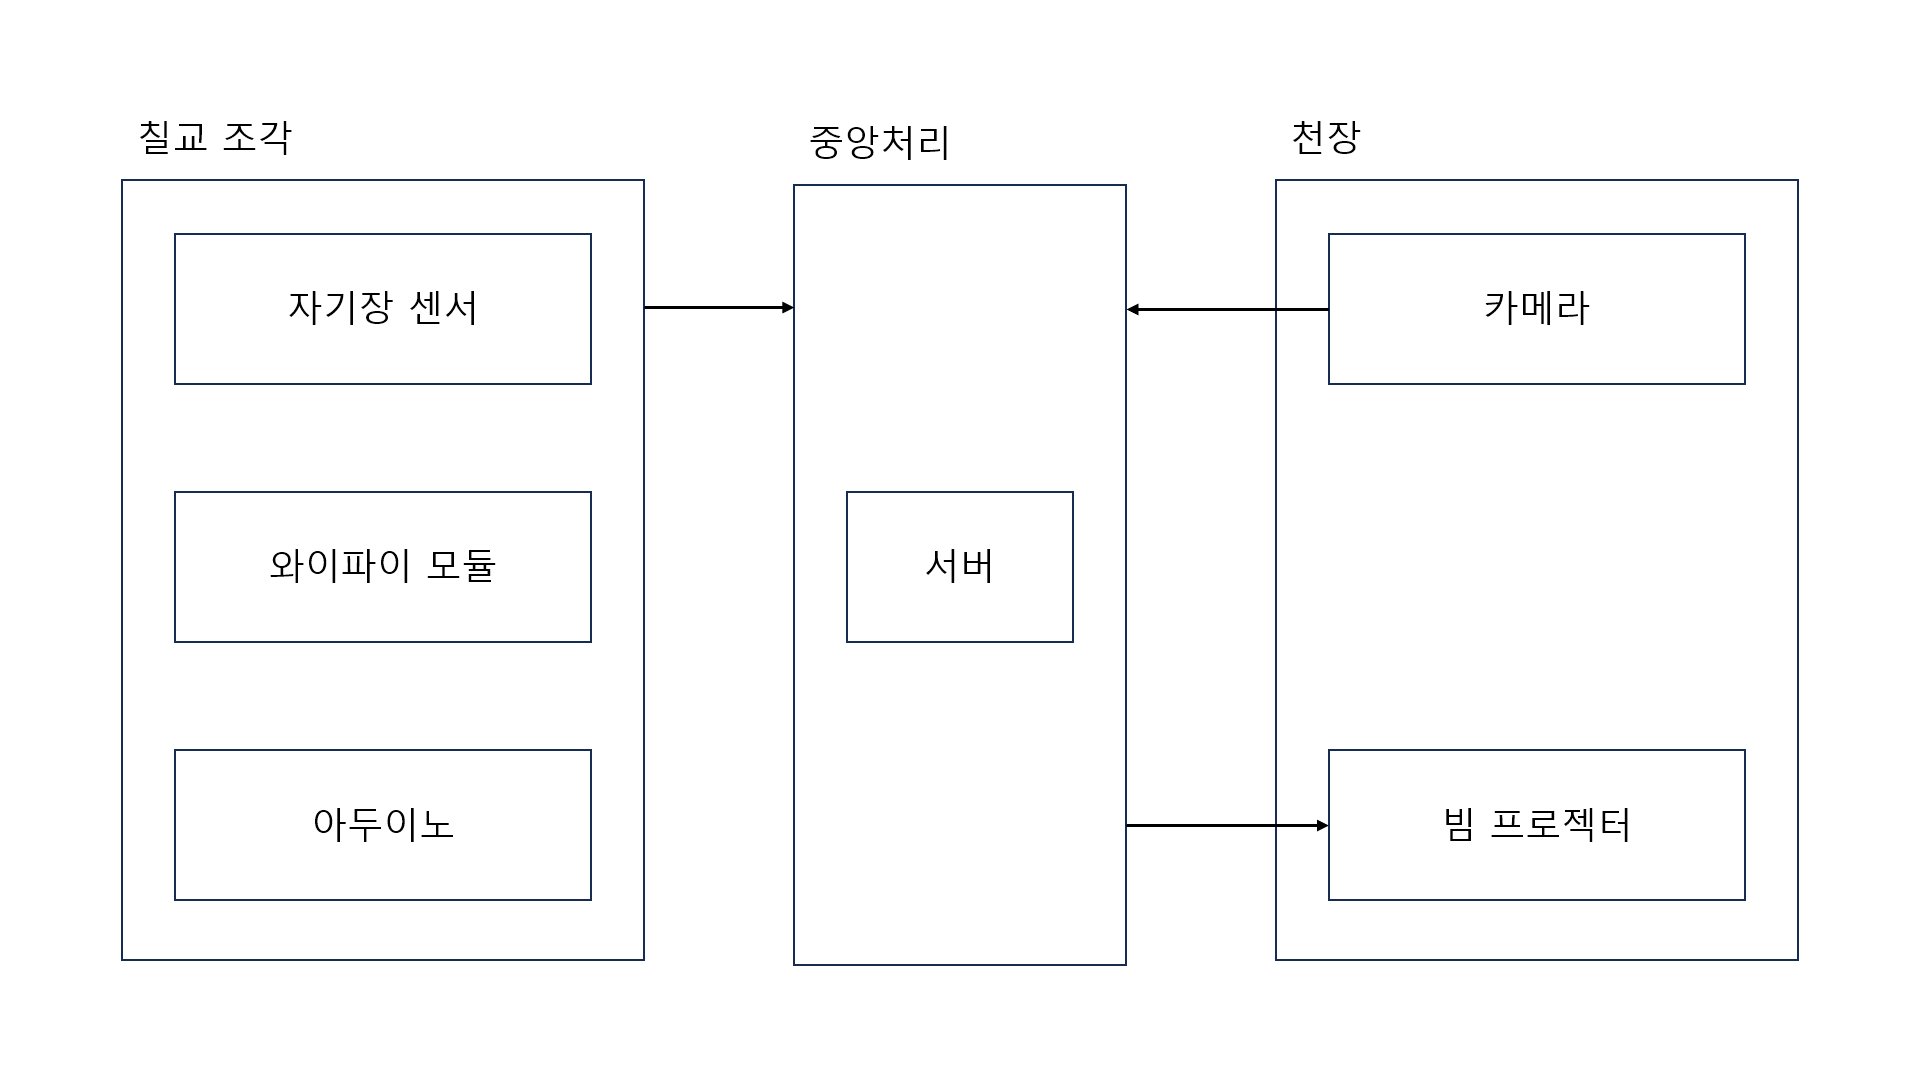 칠교 조각
중앙처리
천장
자기장 센서
카메라
와이파이 모듈
서버
아두이노
빔 프로젝터